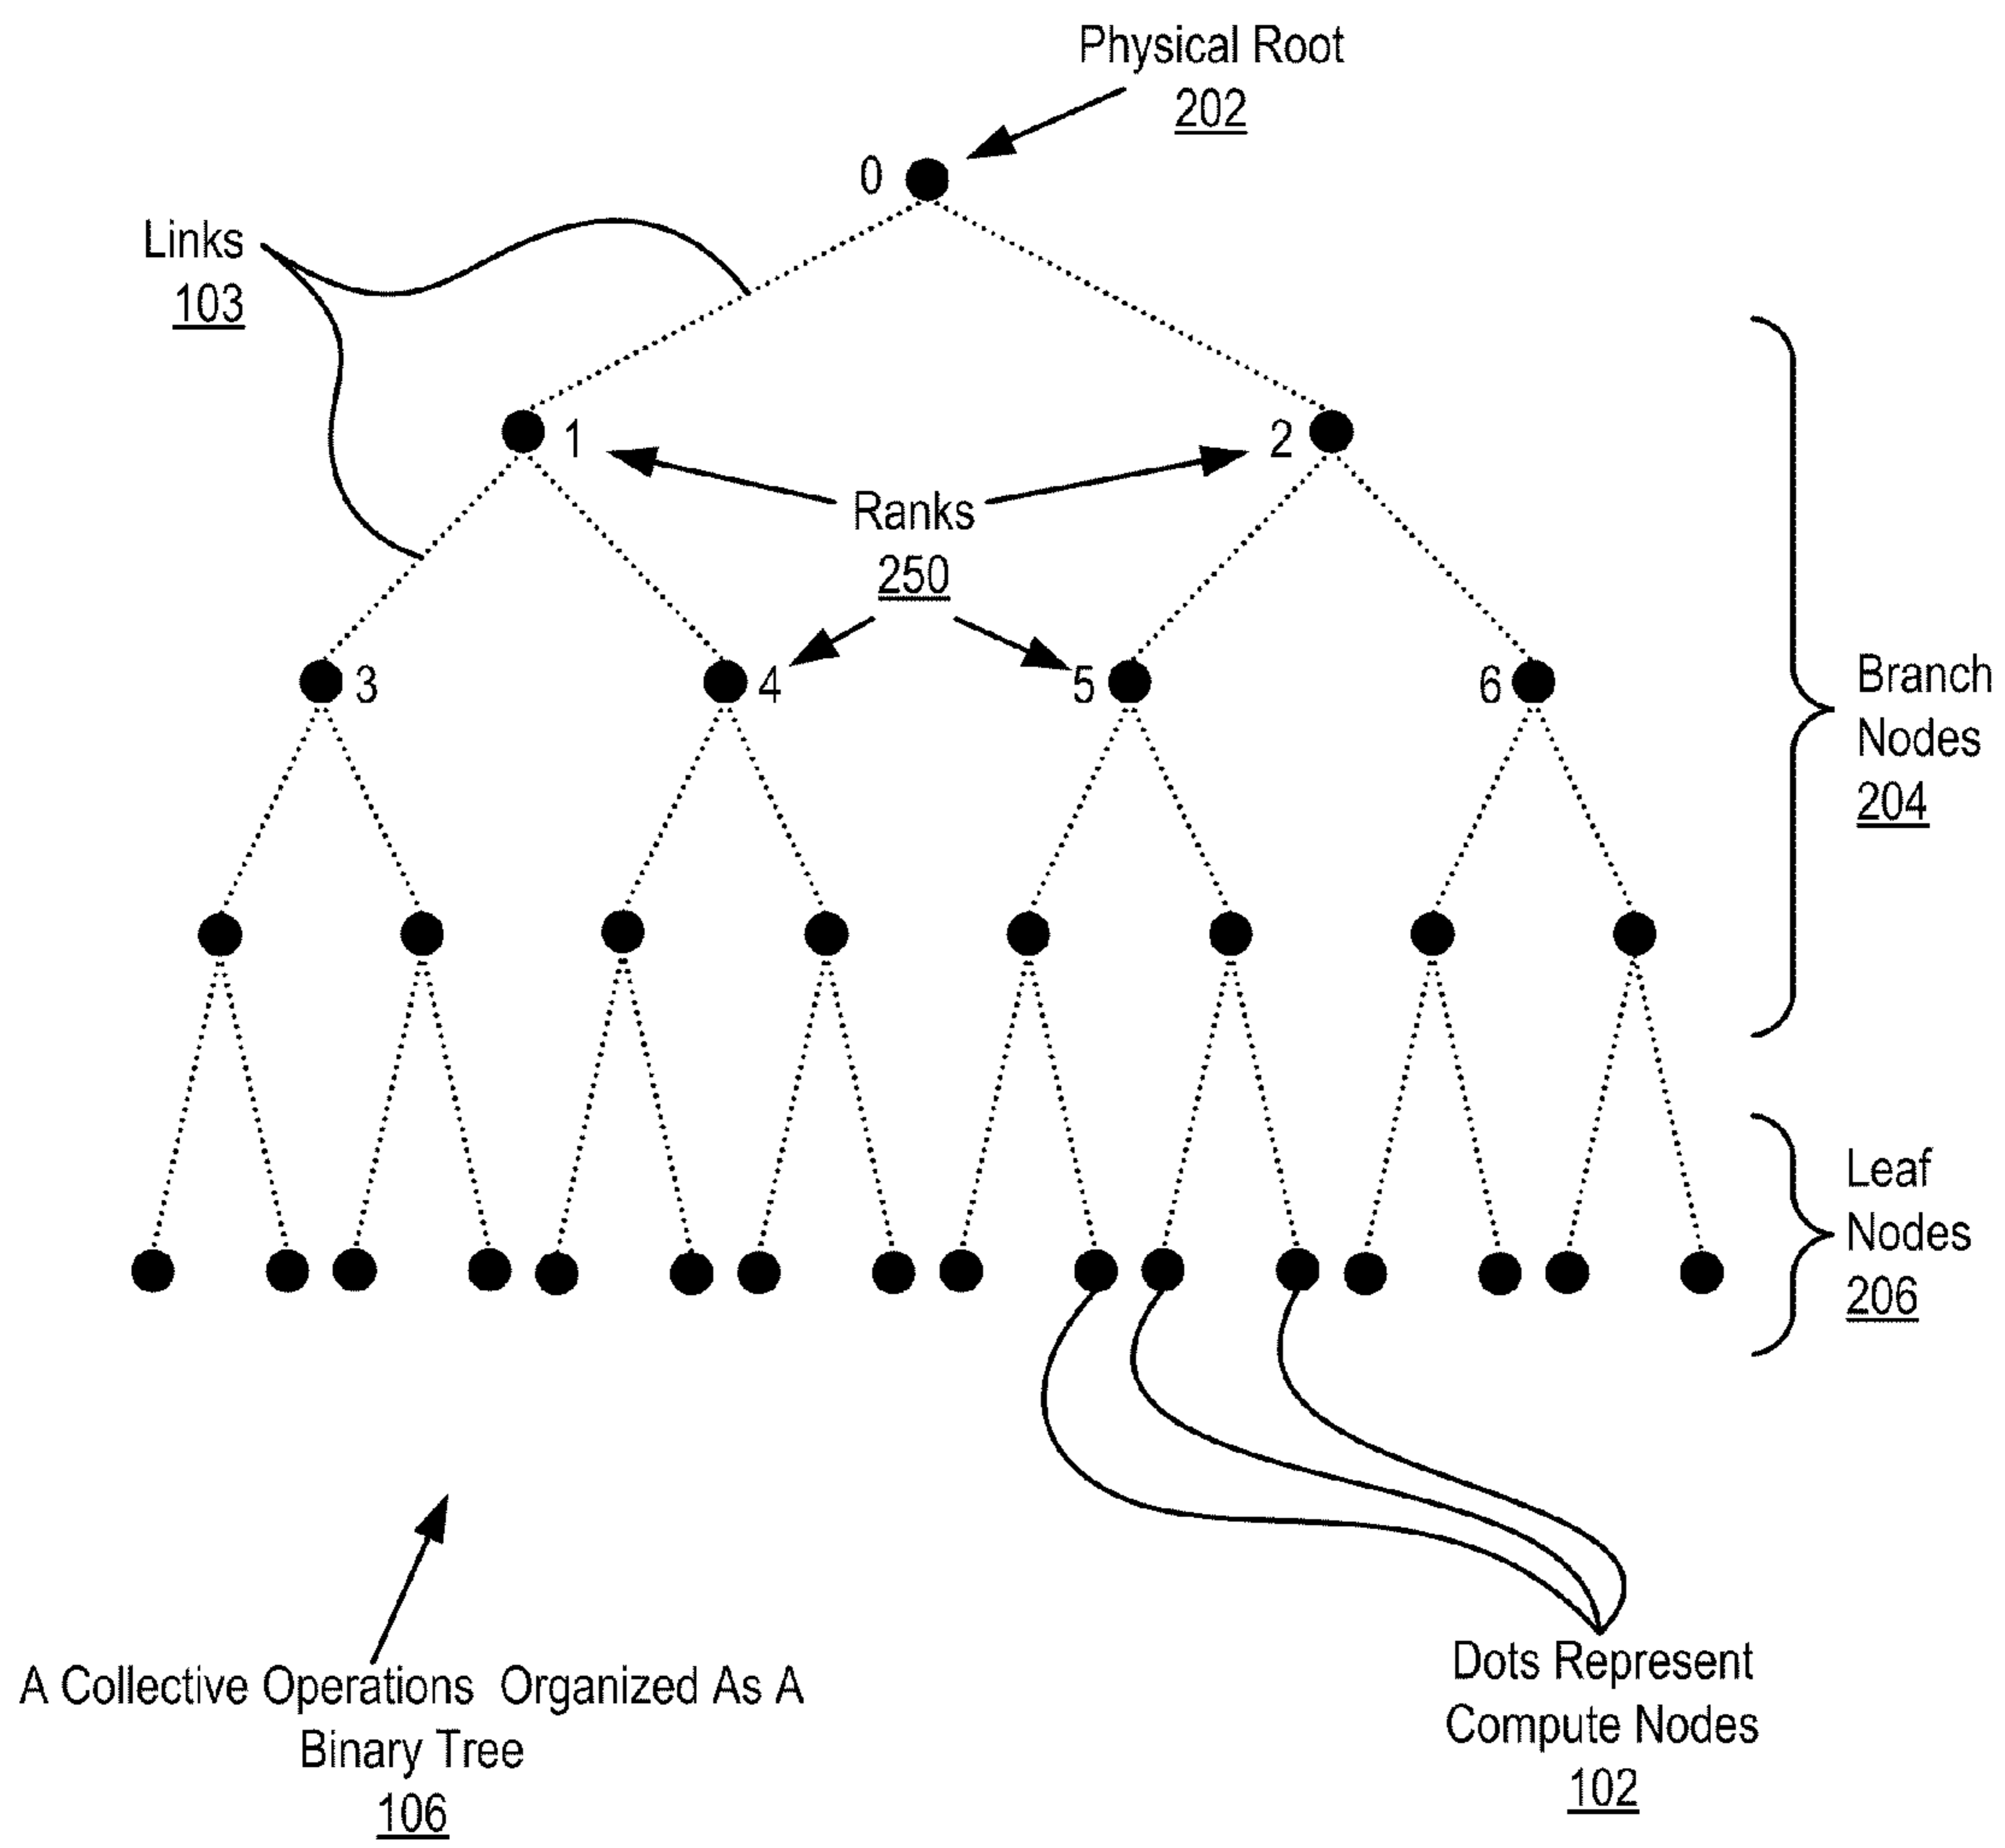 Physical Root
202
0
Links
103
1
2
Ranks
250
3
4
5
6
Branch
Nodes
204
Leaf
Nodes
206
A Collective Operations Organized As A
Binary Tree
106
Dots Represent
Compute Nodes
102